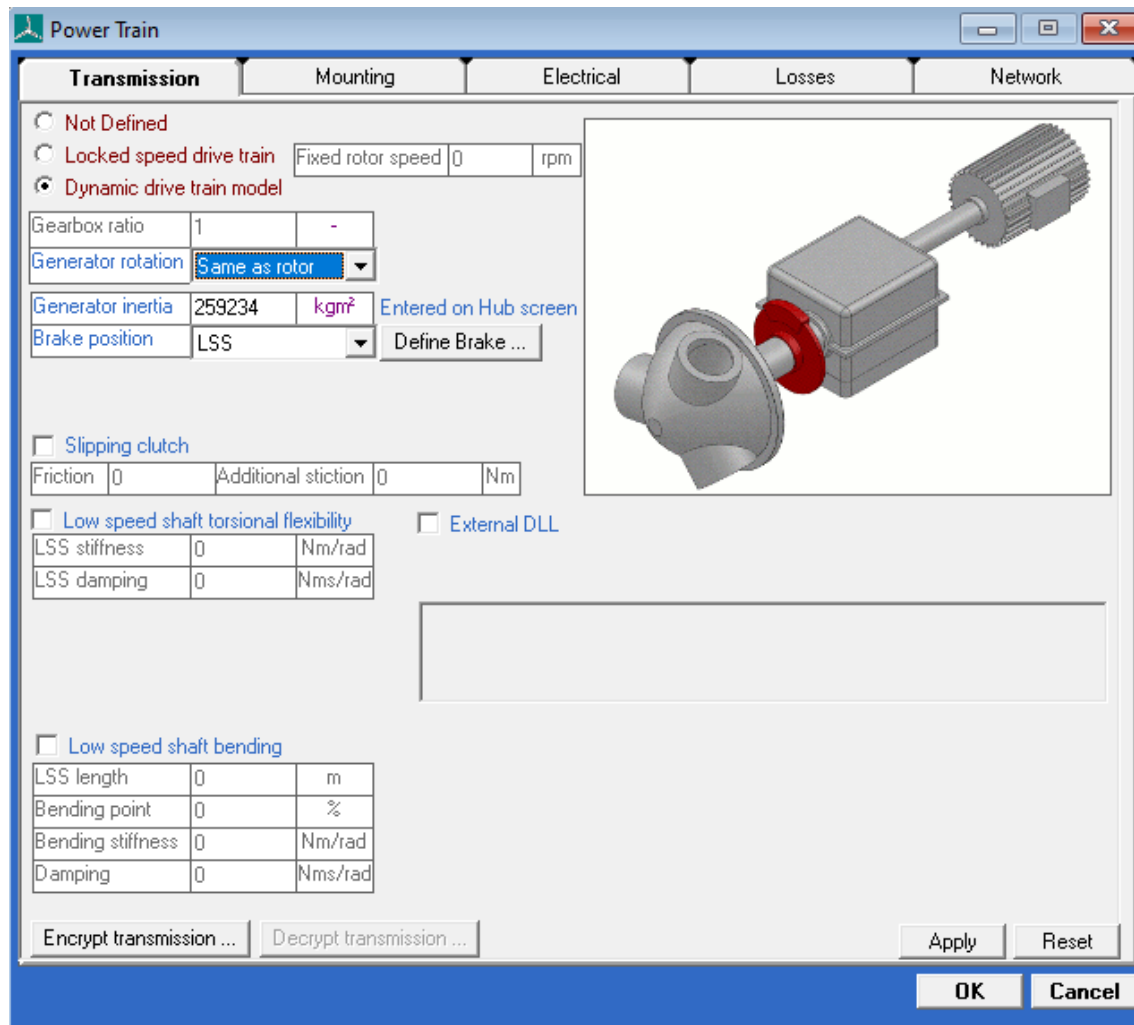 Power Train
Transmission Mounting Electrical Losses Network
Not Defined
Locked speed drive train Fixed rotor speed 0 rpm
Dynamic drive train model
Gearbox ratio 1 -
Generator rotation Same as rotor
Generator inertia 259234 kgm² Entered on Hub screen
Brake position LSS Define Brake ...
Slipping clutch
Friction 0 Additional stiction 0 Nm
Low speed shaft torsional flexibility External DLL
LSS stiffness 0 Nm/rad
LSS damping 0 Nms/rad
Low speed shaft bending
LSS length 0 m
Bending point 0 %
Bending stiffness 0 Nm/rad
Damping 0 Nms/rad
Encrypt transmission ... Decrypt transmission ... Apply Reset
OK Cancel